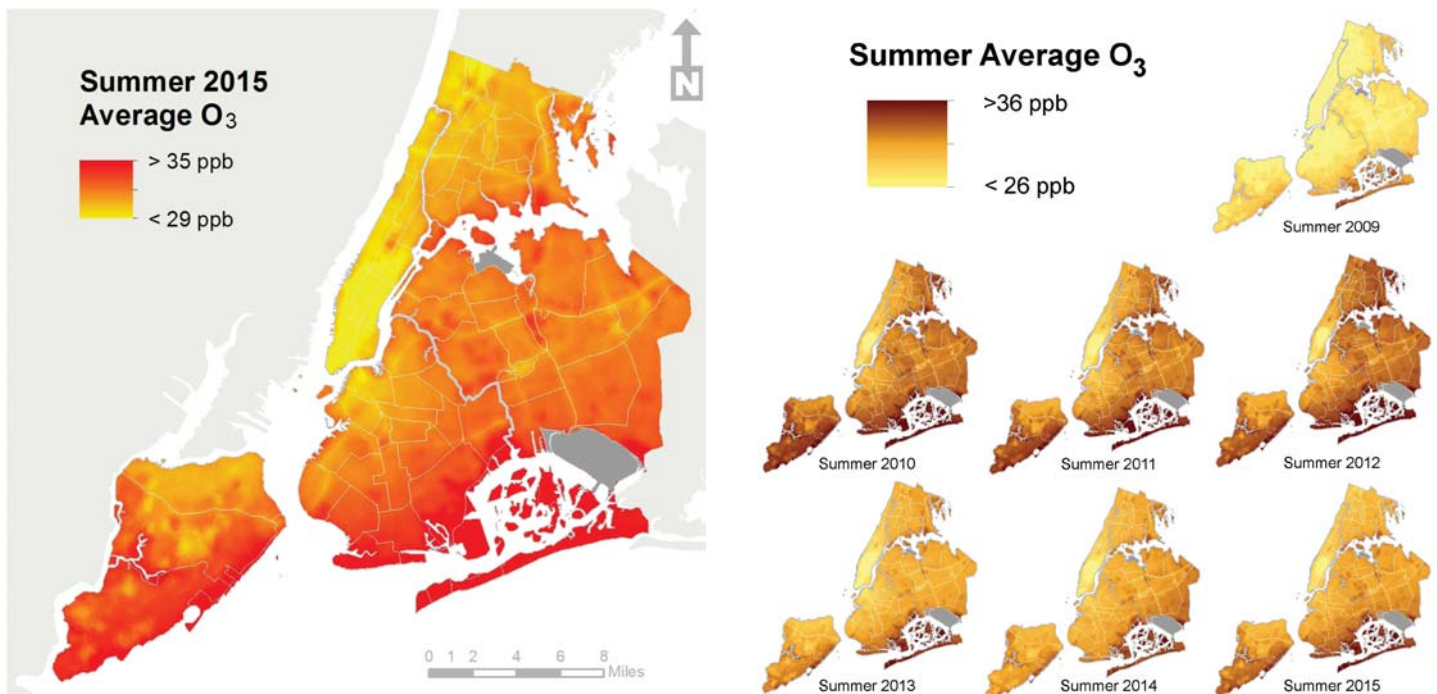 Summer 2015
Average O3
> 35 ppb
< 29 ppb
N
0 1 2 4 6 8
Miles
Summer Average O3
>36 ppb
< 26 ppb
Summer 2009
Summer 2010
Summer 2011
Summer 2012
Summer 2013
Summer 2014
Summer 2015